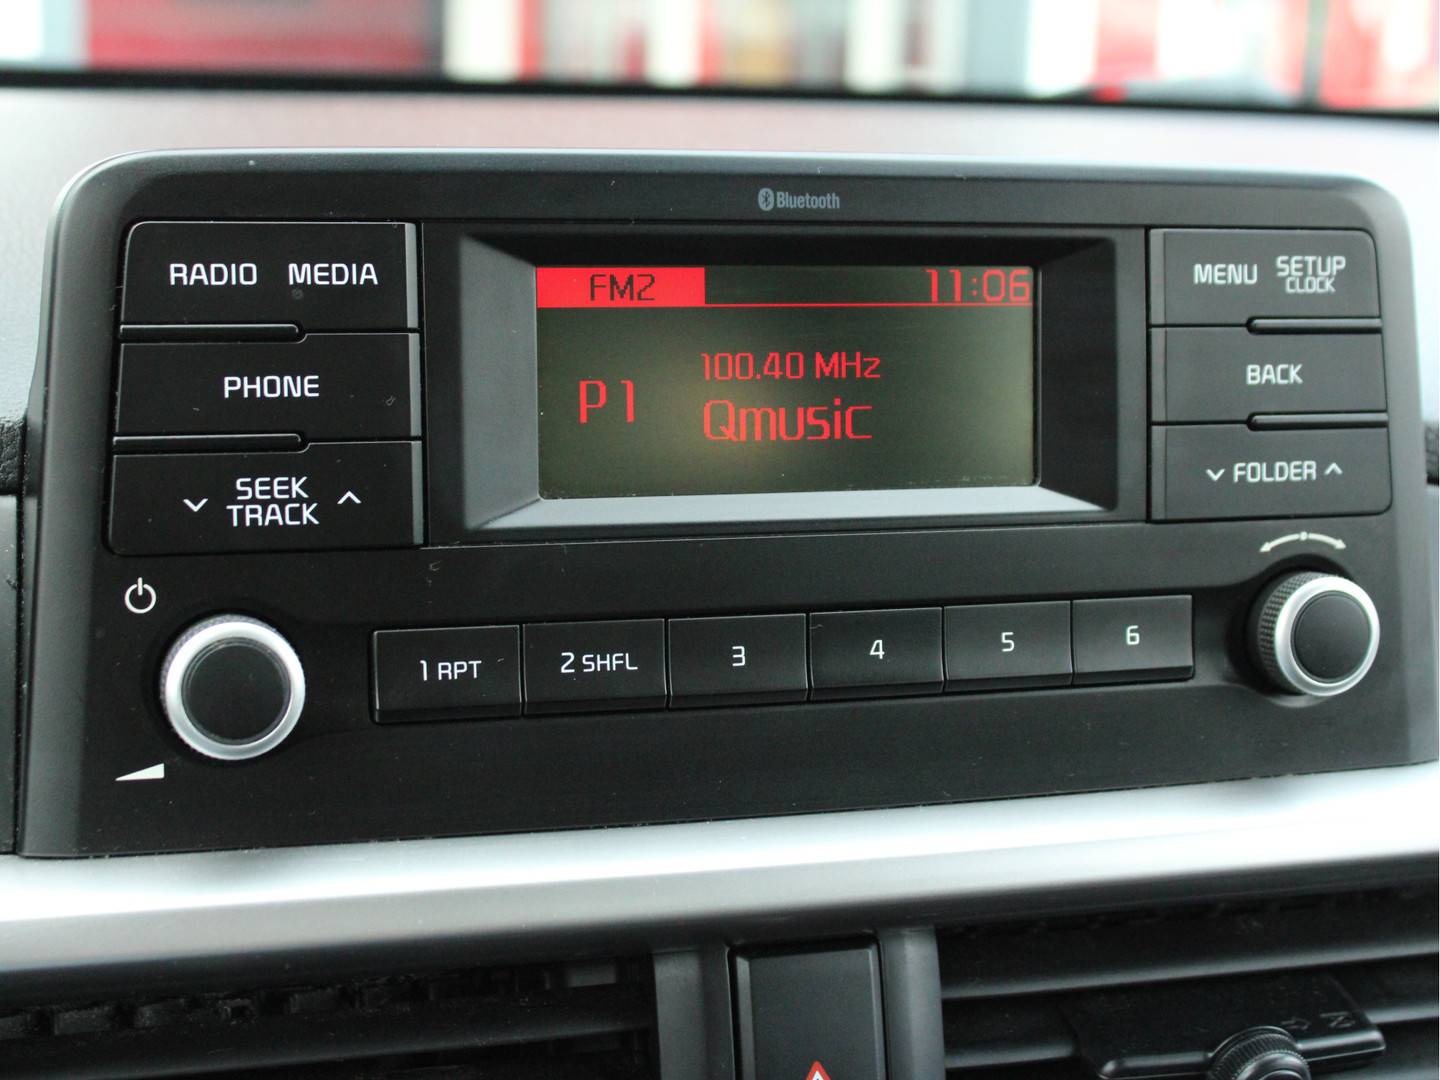 Bluetooth
RADIO MEDIA
PHONE
SEEK
TRACK
FM2 11:06
P1
100.40 MHz
Qmusic
MENU
SETUP
CLOCK
BACK
FOLDER
1 RPT
2 SHFL
3
4
5
6